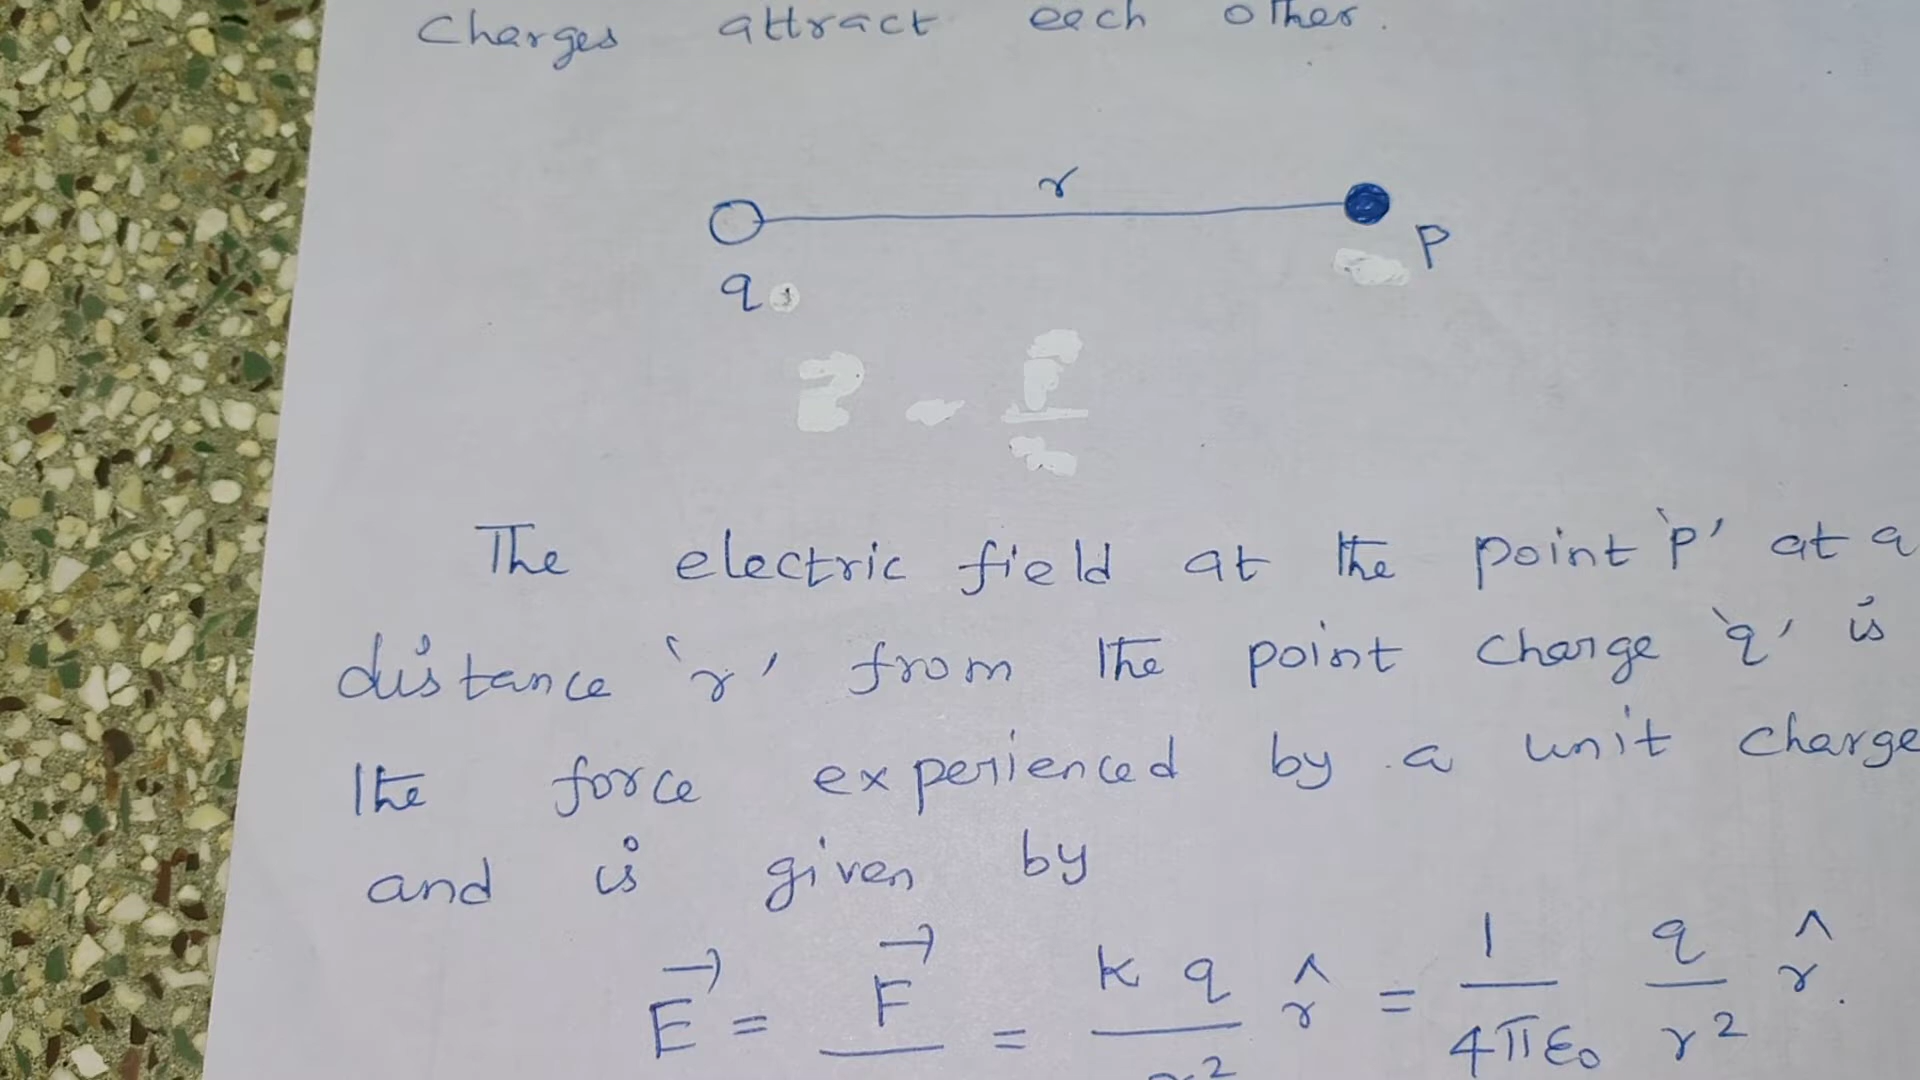 Charges attract each other.
r
P
q
The electric field at the point 'P' at a
distance 'r' from the point charge 'q' is
the force experienced by a unit charge
and is given by
E⃗ = F⃗/ = k q/r² r̂ = 1/4πε₀ q/r² r̂.